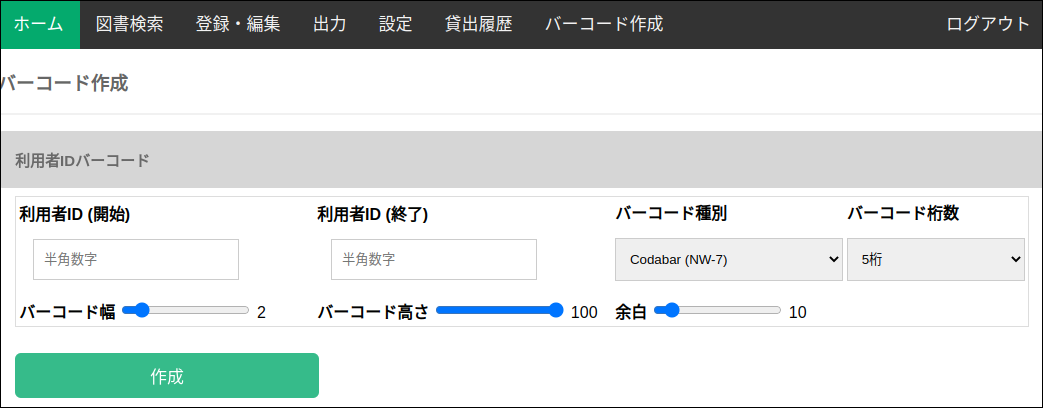 ホーム 図書検索 登録・編集 出力 設定 貸出履歴 バーコード作成 ログアウト
バーコード作成
利用者IDバーコード
利用者ID (開始) 利用者ID (終了) バーコード種別 バーコード桁数
半角数字 半角数字 Codabar (NW-7) 5桁
バーコード幅 2 バーコード高さ 100 余白 10
作成